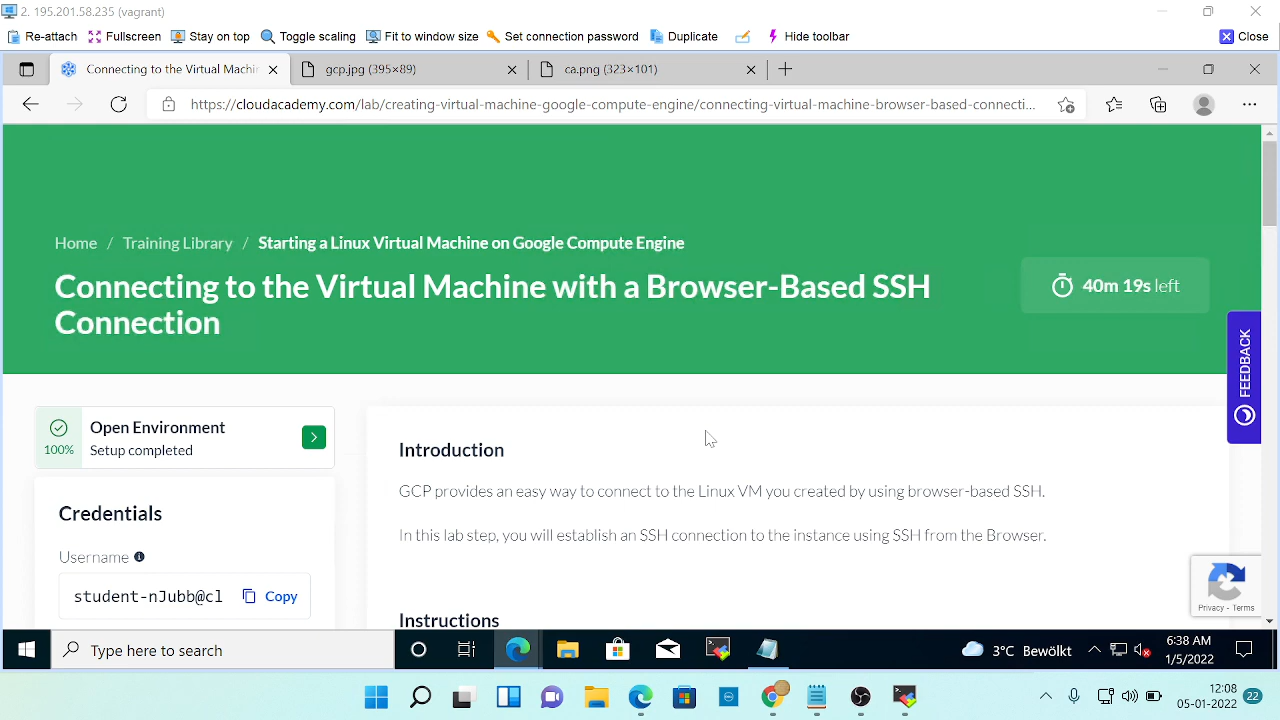 2. 195.201.58.235 (vagrant)
Re-attach Fullscreen Stay on top Toggle scaling Fit to window size Set connection password Duplicate Hide toolbar Close
Connecting to the Virtual Machin gcp.jpg (395×89) ca.png (323×101)
https://cloudacademy.com/lab/creating-virtual-machine-google-compute-engine/connecting-virtual-machine-browser-based-connecti...
Home / Training Library / Starting a Linux Virtual Machine on Google Compute Engine
Connecting to the Virtual Machine with a Browser-Based SSH
Connection
40m 19s left
FEEDBACK
Open Environment
100% Setup completed
Credentials
Username
student-nJubb@cl Copy
Introduction
GCP provides an easy way to connect to the Linux VM you created by using browser-based SSH.
In this lab step, you will establish an SSH connection to the instance using SSH from the Browser.
Instructions
Privacy - Terms
Type here to search
3°C Bewölkt
6:38 AM
1/5/2022
12:08
05-01-2022
22